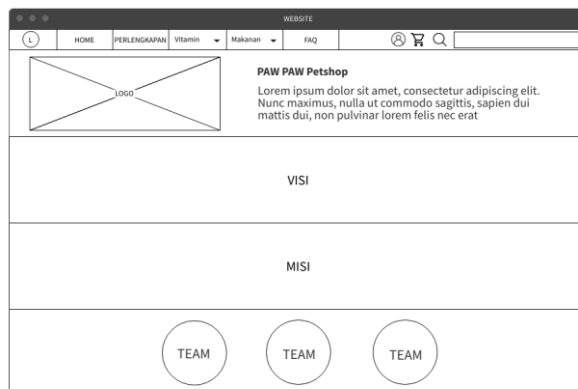 WEBSITE
L HOME PERLENGKAPAN Vitamin Makanan FAQ
LOGO
PAW PAW Petshop
Lorem ipsum dolor sit amet, consectetur adipiscing elit.
Nunc maximus, nulla ut commodo sagittis, sapien dui
mattis dui, non pulvinar lorem felis nec erat
VISI
MISI
TEAM TEAM TEAM